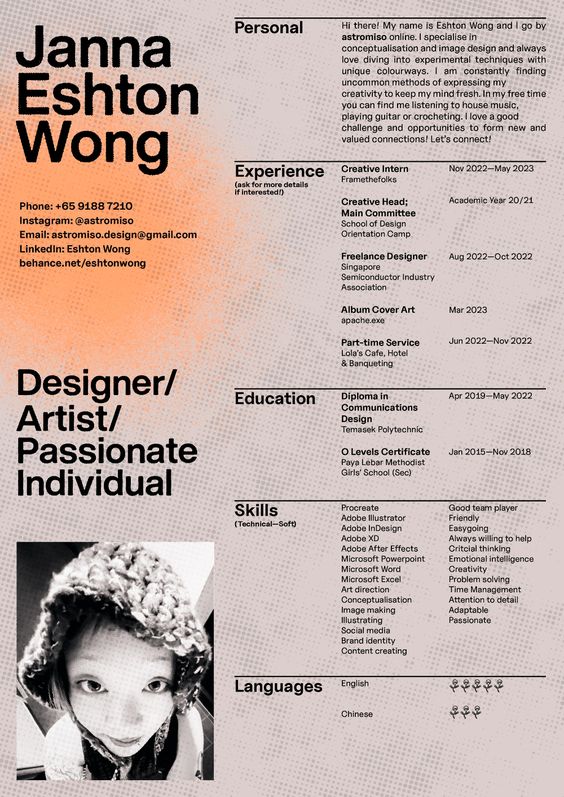 Janna
Eshton
Wong
Phone: +65 9188 7210
Instagram: @astromiso
Email: astromiso.design@gmail.com
LinkedIn: Eshton Wong
behance.net/eshtonwong
Designer/
Artist/
Passionate
Individual
Personal
Hi there! My name is Eshton Wong and I go by
astromiso online. I specialise in
conceptualisation and image design and always
love diving into experimental techniques with
unique colourways. I am constantly finding
uncommon methods of expressing my
creativity to keep my mind fresh. In my free time
you can find me listening to house music,
playing guitar or crocheting. I love a good
challenge and opportunities to form new and
valued connections! Let's connect!
Experience
(ask for more details
if interested!)
Creative Intern
Framethefolks
Nov 2022—May 2023
Creative Head;
Main Committee
School of Design
Orientation Camp
Academic Year 20/21
Freelance Designer
Singapore
Semiconductor Industry
Association
Aug 2022—Oct 2022
Album Cover Art
apache.exe
Mar 2023
Part-time Service
Lola's Cafe, Hotel
& Banqueting
Jun 2022—Nov 2022
Education
Diploma in
Communications
Design
Temasek Polytechnic
Apr 2019—May 2022
O Levels Certificate
Paya Lebar Methodist
Girls' School (Sec)
Jan 2015—Nov 2018
Skills
(Technical—Soft)
Procreate
Adobe Illustrator
Adobe InDesign
Adobe XD
Adobe After Effects
Microsoft Powerpoint
Microsoft Word
Microsoft Excel
Art direction
Conceptualisation
Image making
Illustrating
Social media
Brand identity
Content creating
Good team player
Friendly
Easygoing
Always willing to help
Critcial thinking
Emotional intelligence
Creativity
Problem solving
Time Management
Attention to detail
Adaptable
Passionate
Languages
English
Chinese